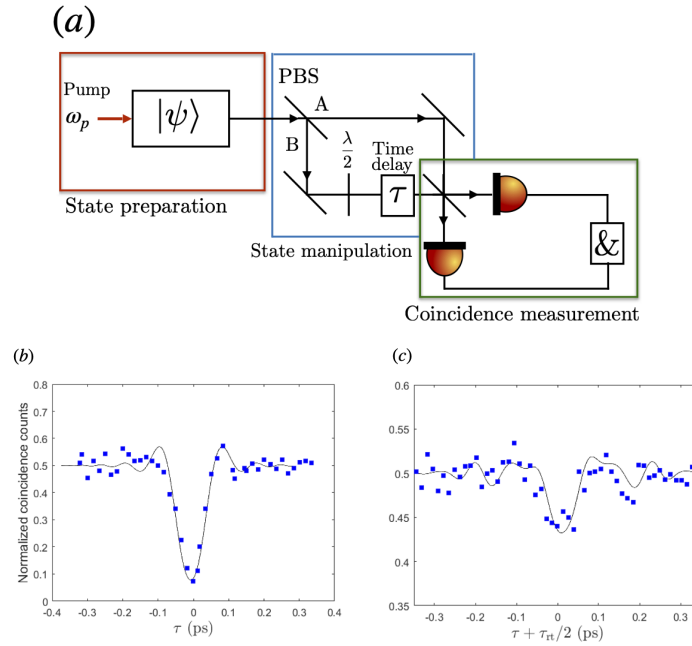 (a)
PBS
Pump
ω_p
|ψ⟩
A
B
λ/2
Time
delay
τ
&
State preparation
State manipulation
Coincidence measurement
(b)
(c)
Normalized coincidence counts
0.8
0.7
0.6
0.5
0.4
0.3
0.2
0.1
0
-0.4 -0.3 -0.2 -0.1 0 0.1 0.2 0.3 0.4
τ (ps)
0.6
0.55
0.5
0.45
0.4
0.35
-0.3 -0.2 -0.1 0 0.1 0.2 0.3
τ + τ_rt/2 (ps)